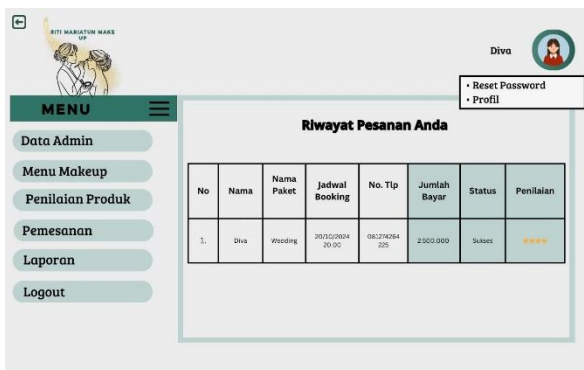 SITI MARIATUN MAKE
UP
Diva
• Reset Password
• Profil
MENU
Data Admin
Menu Makeup
Penilaian Produk
Pemesanan
Laporan
Logout
Riwayat Pesanan Anda
No Nama Nama Paket Jadwal Booking No. Tlp Jumlah Bayar Status Penilaian
1. Diva Wedding 20/10/2024 20.00 081274264 225 2.500.000 Sukses